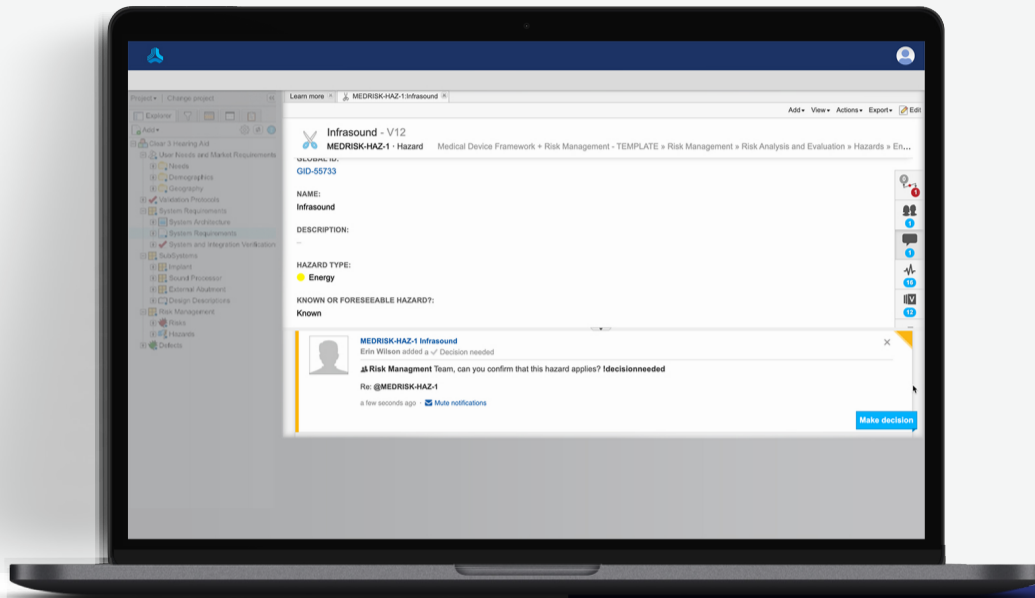 Project
Change project
Learn more
MEDRISK-HAZ-1:Infrasound
Explorer
Add
Add
View
Actions
Export
Edit
Clear 3 Hearing Aid
User Needs and Market Requirements
Needs
Demographics
Geography
Validation Protocols
System Requirements
System Architecture
System Requirements
System and Integration Verification
SubSystems
Implant
Sound Processor
External Abutment
Design Descriptions
Risk Management
Risks
Hazards
Defects
Infrasound - V12
MEDRISK-HAZ-1 · Hazard Medical Device Framework + Risk Management - TEMPLATE » Risk Management » Risk Analysis and Evaluation » Hazards » En...
GLOBAL ID:
GID-55733
NAME:
Infrasound
DESCRIPTION:
HAZARD TYPE:
Energy
KNOWN OR FORESEEABLE HAZARD?:
Known
1
1
1
16
12
MEDRISK-HAZ-1 Infrasound
Erin Wilson added a Decision needed
Risk Managment Team, can you confirm that this hazard applies? !decisionneeded
Re: @MEDRISK-HAZ-1
a few seconds ago · Mute notifications
Make decision